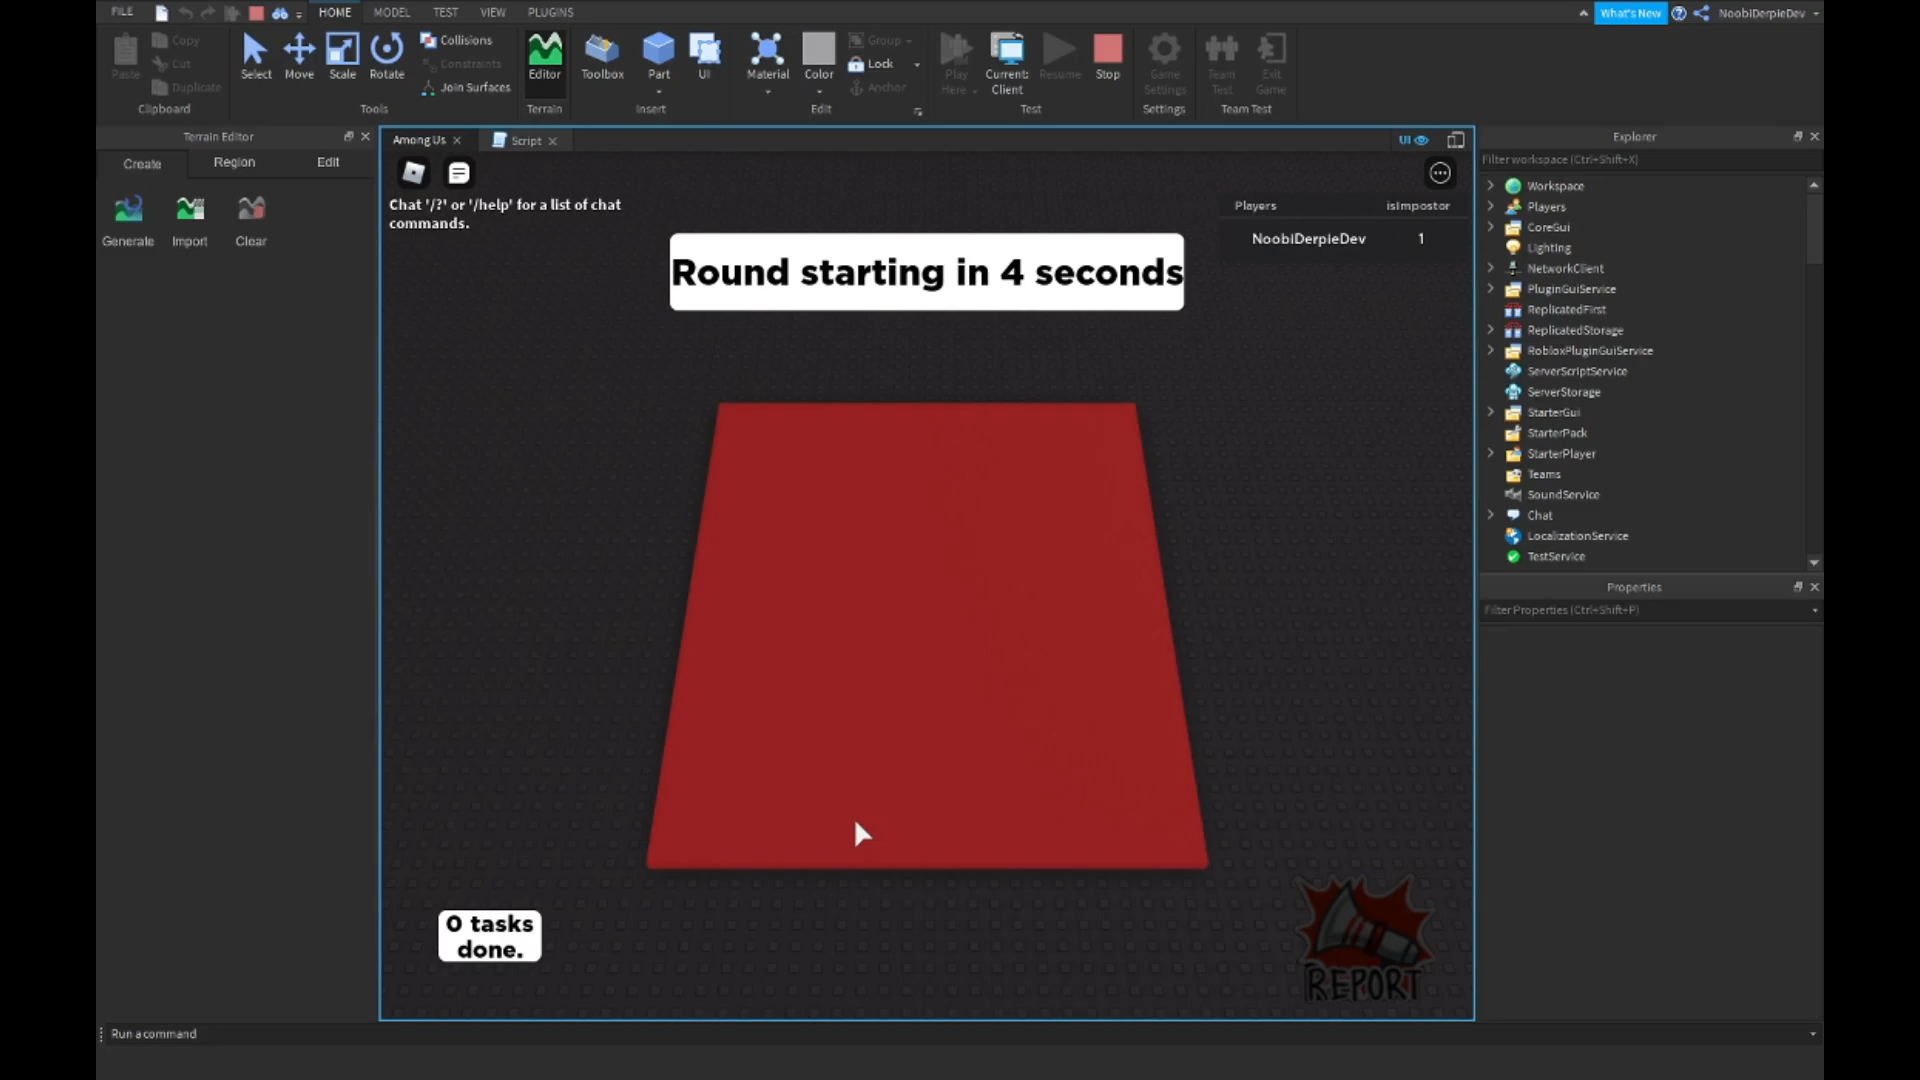 FILE
HOME
MODEL
TEST
VIEW
PLUGINS
What's New
NoobiDerpieDev
Paste
Copy
Cut
Duplicate
Clipboard
Select
Move
Scale
Rotate
Collisions
Constraints
Join Surfaces
Tools
Editor
Terrain
Toolbox
Part
UI
Insert
Material
Color
Group
Lock
Anchor
Edit
Play
Here
Current:
Client
Resume
Stop
Test
Game
Settings
Settings
Team
Test
Exit
Game
Team Test
Terrain Editor
Create
Region
Edit
Generate
Import
Clear
Among Us
Script
UI
Chat '/?' or '/help' for a list of chat
commands.
Players
isImpostor
NoobiDerpieDev
1
Round starting in 4 seconds
0 tasks
done.
REPORT
Explorer
Filter workspace (Ctrl+Shift+X)
Workspace
Players
CoreGui
Lighting
NetworkClient
PluginGuiService
ReplicatedFirst
ReplicatedStorage
RobloxPluginGuiService
ServerScriptService
ServerStorage
StarterGui
StarterPack
StarterPlayer
Teams
SoundService
Chat
LocalizationService
TestService
Properties
Filter Properties (Ctrl+Shift+P)
Run a command